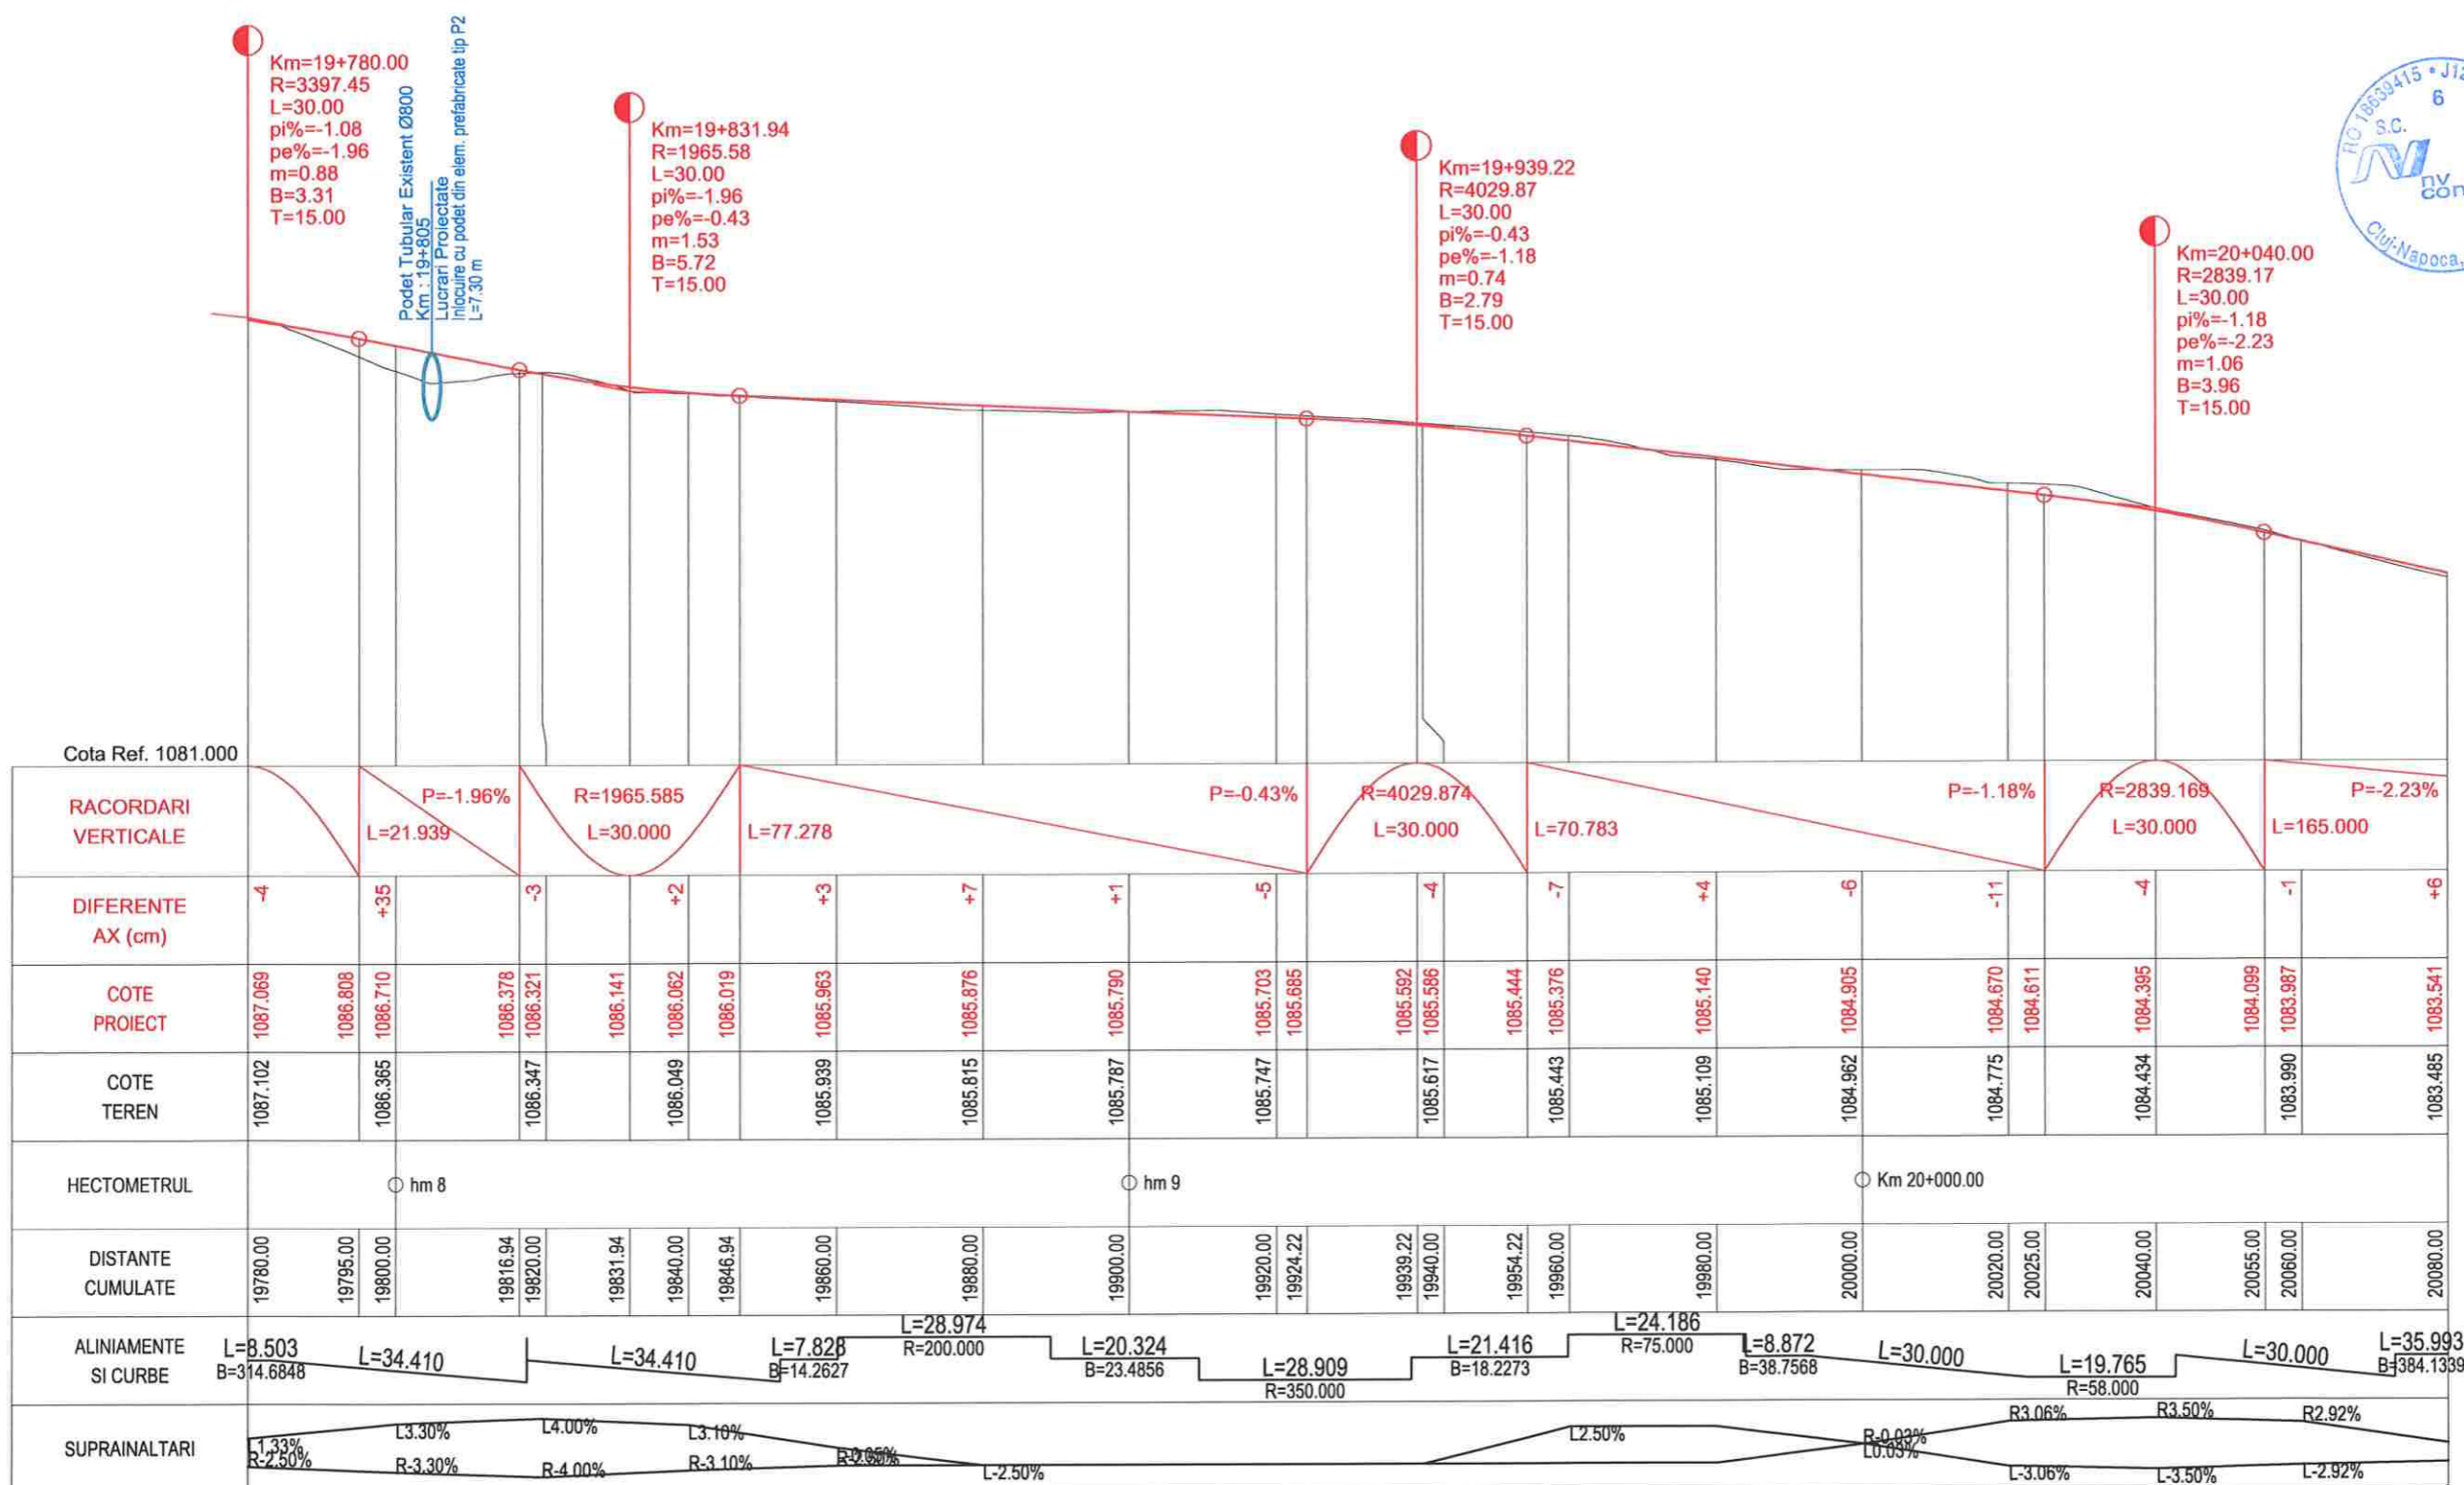 Km=19+780.00
R=3397.45
L=30.00
pi%=-1.08
pe%=-1.96
m=0.88
B=3.31
T=15.00
Podet Tubular Existent Ø800
Km : 19+805
Lucrari Proiectate
Inlocuire cu podet din elem. prefabricate tip P2
L=7.30 m
Km=19+831.94
R=1965.58
L=30.00
pi%=-1.96
pe%=-0.43
m=1.53
B=5.72
T=15.00
Km=19+939.22
R=4029.87
L=30.00
pi%=-0.43
pe%=-1.18
m=0.74
B=2.79
T=15.00
Km=20+040.00
R=2839.17
L=30.00
pi%=-1.18
pe%=-2.23
m=1.06
B=3.96
T=15.00
RO 18639415 • J12
6
S.C.
nv
con
Cluj-Napoca,
Cota Ref. 1081.000
RACORDARI
VERTICALE
L=21.939
P=-1.96%
R=1965.585
L=30.000
L=77.278
P=-0.43%
R=4029.874
L=30.000
L=70.783
P=-1.18%
R=2839.169
L=30.000
L=165.000
P=-2.23%
DIFERENTE
AX (cm)
-4
+35
-3
+2
+3
+7
+1
-5
-4
-7
+4
-6
-11
-4
-1
+6
COTE
PROIECT
1087.069
1086.808
1086.710
1086.378
1086.321
1086.141
1086.062
1086.019
1085.963
1085.876
1085.790
1085.703
1085.685
1085.592
1085.586
1085.444
1085.376
1085.140
1084.905
1084.670
1084.611
1084.395
1084.099
1083.987
1083.541
COTE
TEREN
1087.102
1086.365
1086.347
1086.049
1085.939
1085.815
1085.787
1085.747
1085.617
1085.443
1085.109
1084.962
1084.775
1084.434
1083.990
1083.485
HECTOMETRUL
hm 8
hm 9
Km 20+000.00
DISTANTE
CUMULATE
19780.00
19795.00
19800.00
19816.94
19820.00
19831.94
19840.00
19846.94
19860.00
19880.00
19900.00
19920.00
19924.22
19939.22
19940.00
19954.22
19960.00
19980.00
20000.00
20020.00
20025.00
20040.00
20055.00
20060.00
20080.00
ALINIAMENTE
SI CURBE
L=8.503
B=314.6848
L=34.410
L=34.410
L=7.828
B=14.2627
L=28.974
R=200.000
L=20.324
B=23.4856
L=28.909
R=350.000
L=21.416
B=18.2273
L=24.186
R=75.000
L=8.872
B=38.7568
L=30.000
L=19.765
R=58.000
L=30.000
L=35.993
B=384.1339
SUPRAINALTARI
L1.33%
R-2.50%
L3.30%
R-3.30%
L4.00%
R-4.00%
L3.10%
R-3.10%
L-2.50%
L2.50%
R-0.03%
L0.03%
R3.06%
L-3.06%
R3.50%
L-3.50%
R2.92%
L-2.92%